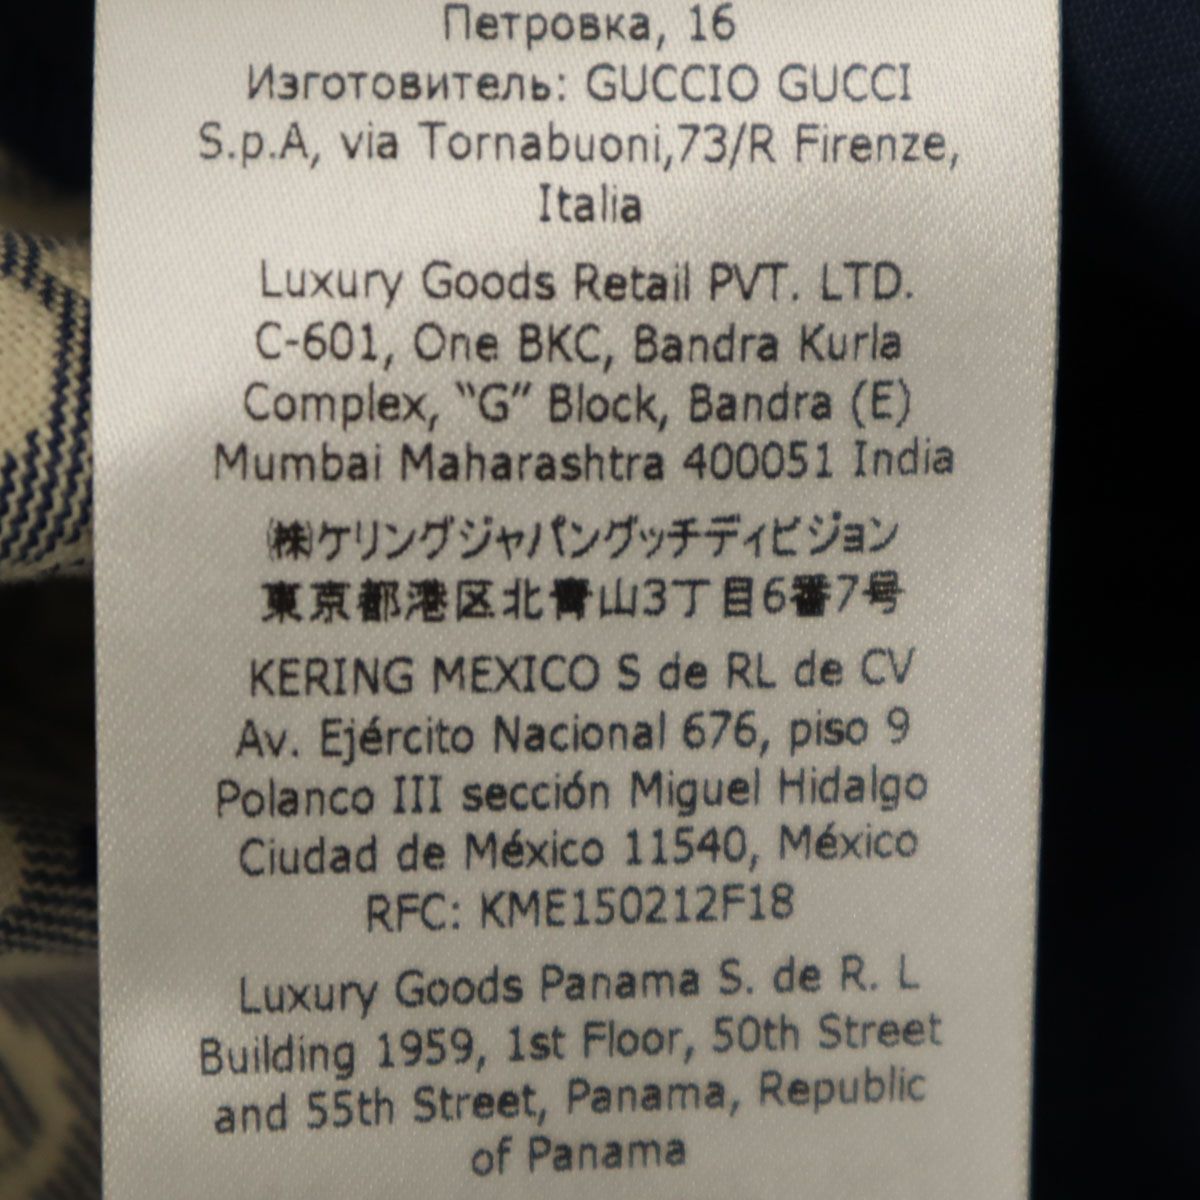 Петровка, 16
Изготовитель: GUCCIO GUCCI
S.p.A, via Tornabuoni,73/R Firenze,
Italia
Luxury Goods Retail PVT. LTD.
C-601, One BKC, Bandra Kurla
Complex, “G” Block, Bandra (E)
Mumbai Maharashtra 400051 India
㈱ケリングジャパングッチディビジョン
東京都港区北青山3丁目6番7号
KERING MEXICO S de RL de CV
Av. Ejército Nacional 676, piso 9
Polanco III sección Miguel Hidalgo
Ciudad de México 11540, México
RFC: KME150212F18
Luxury Goods Panama S. de R. L
Building 1959, 1st Floor, 50th Street
and 55th Street, Panama, Republic
of Panama